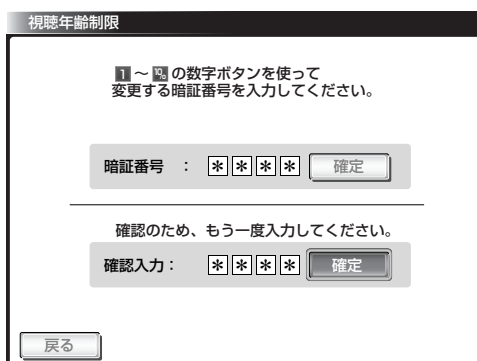 視聴年齢制限
1 ～ 10/0 の数字ボタンを使って
変更する暗証番号を入力してください。
暗証番号 ： ＊＊＊＊ 確定
確認のため、もう一度入力してください。
確認入力： ＊＊＊＊ 確定
戻る